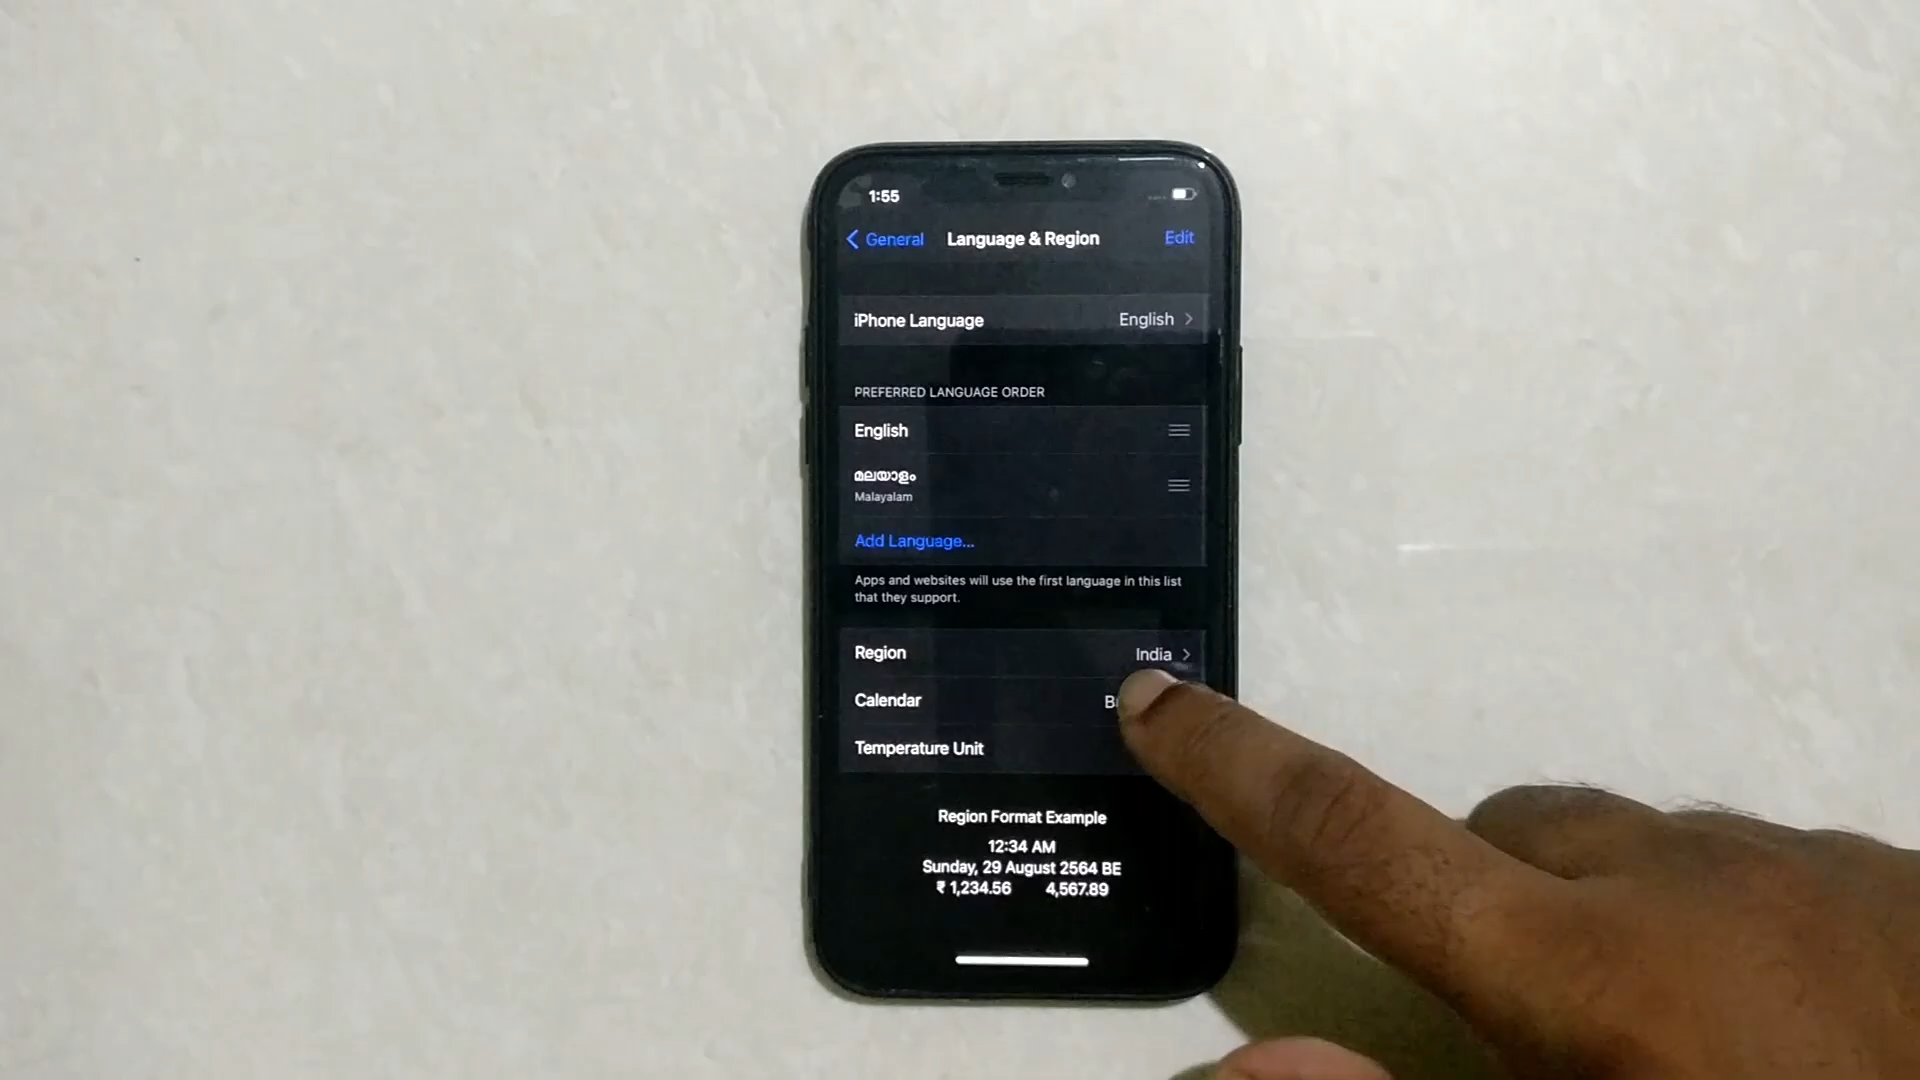 1:55
General Language & Region Edit
iPhone Language English
PREFERRED LANGUAGE ORDER
English
മലയാളം
Malayalam
Add Language...
Apps and websites will use the first language in this list
that they support.
Region India
Calendar
Temperature Unit
Region Format Example
12:34 AM
Sunday, 29 August 2564 BE
₹ 1,234.56 4,567.89